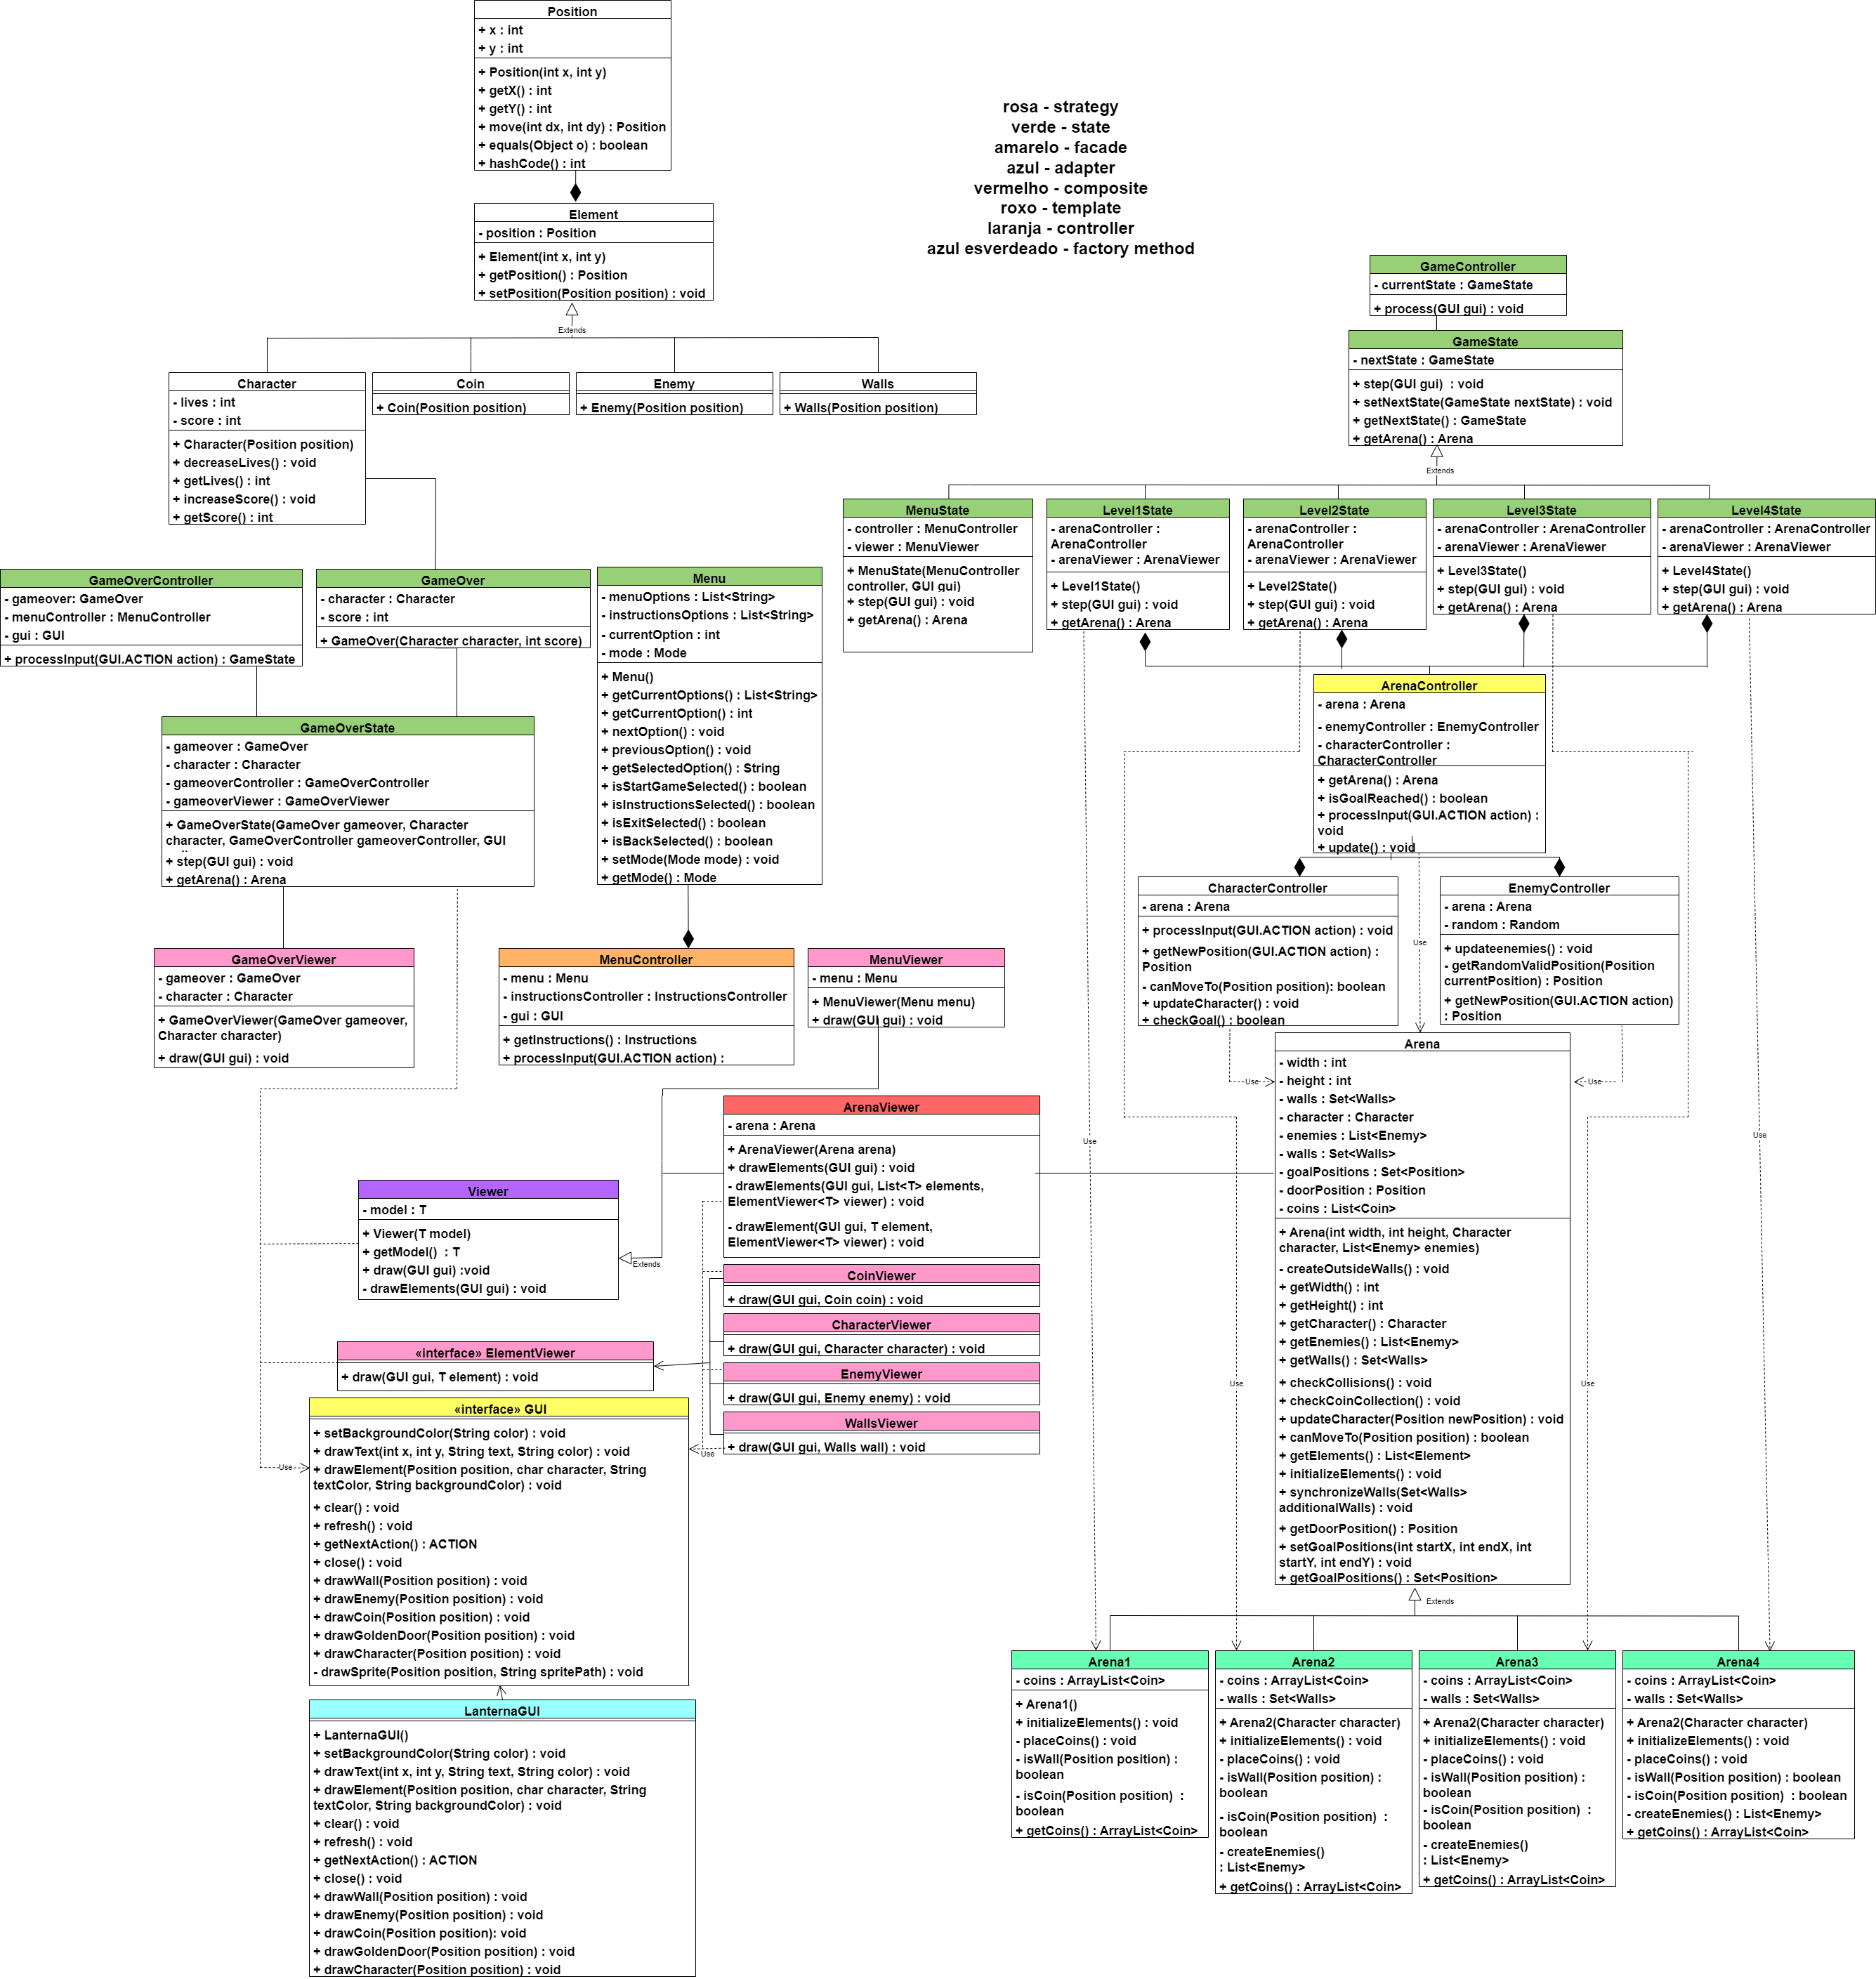 Position
+ x : int
+ y : int
+ Position(int x, int y)
+ getX() : int
+ getY() : int
+ move(int dx, int dy) : Position
+ equals(Object o) : boolean
+ hashCode() : int
rosa - strategy
verde - state
amarelo - facade
azul - adapter
vermelho - composite
roxo - template
laranja - controller
azul esverdeado - factory method
Element
- position : Position
+ Element(int x, int y)
+ getPosition() : Position
+ setPosition(Position position) : void
Extends
Character
- lives : int
- score : int
+ Character(Position position)
+ decreaseLives() : void
+ getLives() : int
+ increaseScore() : void
+ getScore() : int
Coin
+ Coin(Position position)
Enemy
+ Enemy(Position position)
Walls
+ Walls(Position position)
GameController
- currentState : GameState
+ process(GUI gui) : void
GameState
- nextState : GameState
+ step(GUI gui)  : void
+ setNextState(GameState nextState) : void
+ getNextState() : GameState
+ getArena() : Arena
Extends
MenuState
- controller : MenuController
- viewer : MenuViewer
+ MenuState(MenuController
controller, GUI gui)
+ step(GUI gui) : void
+ getArena() : Arena
Level1State
- arenaController :
ArenaController
- arenaViewer : ArenaViewer
+ Level1State()
+ step(GUI gui) : void
+ getArena() : Arena
Level2State
- arenaController :
ArenaController
- arenaViewer : ArenaViewer
+ Level2State()
+ step(GUI gui) : void
+ getArena() : Arena
Level3State
- arenaController : ArenaController
- arenaViewer : ArenaViewer
+ Level3State()
+ step(GUI gui) : void
+ getArena() : Arena
Level4State
- arenaController : ArenaController
- arenaViewer : ArenaViewer
+ Level4State()
+ step(GUI gui) : void
+ getArena() : Arena
GameOverController
- gameover: GameOver
- menuController : MenuController
- gui : GUI
+ processInput(GUI.ACTION action) : GameState
GameOver
- character : Character
- score : int
+ GameOver(Character character, int score)
Menu
- menuOptions : List<String>
- instructionsOptions : List<String>
- currentOption : int
- mode : Mode
+ Menu()
+ getCurrentOptions() : List<String>
+ getCurrentOption() : int
+ nextOption() : void
+ previousOption() : void
+ getSelectedOption() : String
+ isStartGameSelected() : boolean
+ isInstructionsSelected() : boolean
+ isExitSelected() : boolean
+ isBackSelected() : boolean
+ setMode(Mode mode) : void
+ getMode() : Mode
GameOverState
- gameover : GameOver
- character : Character
- gameoverController : GameOverController
- gameoverViewer : GameOverViewer
+ GameOverState(GameOver gameover, Character
character, GameOverController gameoverController, GUI
+ step(GUI gui) : void
+ getArena() : Arena
ArenaController
- arena : Arena
- enemyController : EnemyController
- characterController :
CharacterController
+ getArena() : Arena
+ isGoalReached() : boolean
+ processInput(GUI.ACTION action) :
void
+ update() : void
CharacterController
- arena : Arena
+ processInput(GUI.ACTION action) : void
+ getNewPosition(GUI.ACTION action) :
Position
- canMoveTo(Position position): boolean
+ updateCharacter() : void
+ checkGoal() : boolean
EnemyController
- arena : Arena
- random : Random
+ updateenemies() : void
- getRandomValidPosition(Position
currentPosition) : Position
+ getNewPosition(GUI.ACTION action)
: Position
Use
GameOverViewer
- gameover : GameOver
- character : Character
+ GameOverViewer(GameOver gameover,
Character character)
+ draw(GUI gui) : void
MenuController
- menu : Menu
- instructionsController : InstructionsController
- gui : GUI
+ getInstructions() : Instructions
+ processInput(GUI.ACTION action) :
MenuViewer
- menu : Menu
+ MenuViewer(Menu menu)
+ draw(GUI gui) : void
Use
Use
Arena
- width : int
- height : int
- walls : Set<Walls>
- character : Character
- enemies : List<Enemy>
- walls : Set<Walls>
- goalPositions : Set<Position>
- doorPosition : Position
- coins : List<Coin>
+ Arena(int width, int height, Character
character, List<Enemy> enemies)
- createOutsideWalls() : void
+ getWidth() : int
+ getHeight() : int
+ getCharacter() : Character
+ getEnemies() : List<Enemy>
+ getWalls() : Set<Walls>
+ checkCollisions() : void
+ checkCoinCollection() : void
+ updateCharacter(Position newPosition) : void
+ canMoveTo(Position position) : boolean
+ getElements() : List<Element>
+ initializeElements() : void
+ synchronizeWalls(Set<Walls>
additionalWalls) : void
+ getDoorPosition() : Position
+ setGoalPositions(int startX, int endX, int
startY, int endY) : void
+ getGoalPositions() : Set<Position>
Use
Use
Use
Use
ArenaViewer
- arena : Arena
+ ArenaViewer(Arena arena)
+ drawElements(GUI gui) : void
- drawElements(GUI gui, List<T> elements,
ElementViewer<T> viewer) : void
- drawElement(GUI gui, T element,
ElementViewer<T> viewer) : void
Viewer
- model : T
+ Viewer(T model)
+ getModel()  : T
+ draw(GUI gui) :void
- drawElements(GUI gui) : void
Extends
CoinViewer
+ draw(GUI gui, Coin coin) : void
CharacterViewer
+ draw(GUI gui, Character character) : void
EnemyViewer
+ draw(GUI gui, Enemy enemy) : void
WallsViewer
+ draw(GUI gui, Walls wall) : void
«interface» ElementViewer
+ draw(GUI gui, T element) : void
Use
Use
«interface» GUI
+ setBackgroundColor(String color) : void
+ drawText(int x, int y, String text, String color) : void
+ drawElement(Position position, char character, String
textColor, String backgroundColor) : void
+ clear() : void
+ refresh() : void
+ getNextAction() : ACTION
+ close() : void
+ drawWall(Position position) : void
+ drawEnemy(Position position) : void
+ drawCoin(Position position) : void
+ drawGoldenDoor(Position position) : void
+ drawCharacter(Position position) : void
- drawSprite(Position position, String spritePath) : void
LanternaGUI
+ LanternaGUI()
+ setBackgroundColor(String color) : void
+ drawText(int x, int y, String text, String color) : void
+ drawElement(Position position, char character, String
textColor, String backgroundColor) : void
+ clear() : void
+ refresh() : void
+ getNextAction() : ACTION
+ close() : void
+ drawWall(Position position) : void
+ drawEnemy(Position position) : void
+ drawCoin(Position position): void
+ drawGoldenDoor(Position position) : void
+ drawCharacter(Position position) : void
Extends
Arena1
- coins : ArrayList<Coin>
+ Arena1()
+ initializeElements() : void
- placeCoins() : void
- isWall(Position position) :
boolean
- isCoin(Position position)  :
boolean
+ getCoins() : ArrayList<Coin>
Arena2
- coins : ArrayList<Coin>
- walls : Set<Walls>
+ Arena2(Character character)
+ initializeElements() : void
- placeCoins() : void
- isWall(Position position) :
boolean
- isCoin(Position position)  :
boolean
- createEnemies()
: List<Enemy>
+ getCoins() : ArrayList<Coin>
Arena3
- coins : ArrayList<Coin>
- walls : Set<Walls>
+ Arena2(Character character)
+ initializeElements() : void
- placeCoins() : void
- isWall(Position position) :
boolean
- isCoin(Position position)  :
boolean
- createEnemies()
: List<Enemy>
+ getCoins() : ArrayList<Coin>
Arena4
- coins : ArrayList<Coin>
- walls : Set<Walls>
+ Arena2(Character character)
+ initializeElements() : void
- placeCoins() : void
- isWall(Position position) : boolean
- isCoin(Position position)  : boolean
- createEnemies() : List<Enemy>
+ getCoins() : ArrayList<Coin>